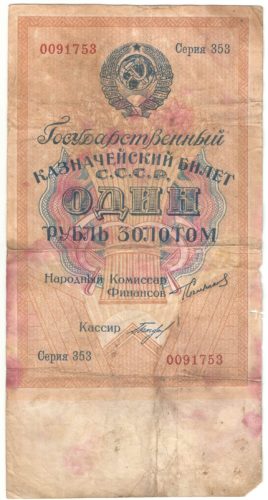 0091753 Серия 353
Государственный
КАЗНАЧЕЙСКИЙ БИЛЕТ
С.С.С.Р.
ОДИН
РУБЛЬ ЗОЛОТОМ
Народный Комиссар
Финансов
Кассир
Серия 353 0091753